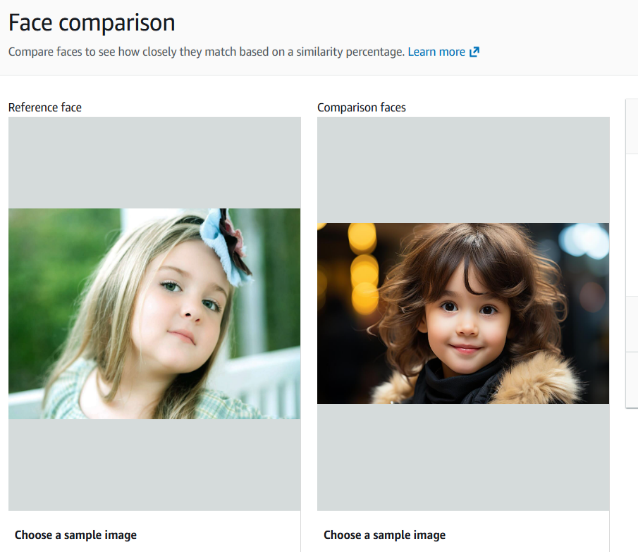 Face comparison
Compare faces to see how closely they match based on a similarity percentage. Learn more
Reference face
Comparison faces
Choose a sample image
Choose a sample image